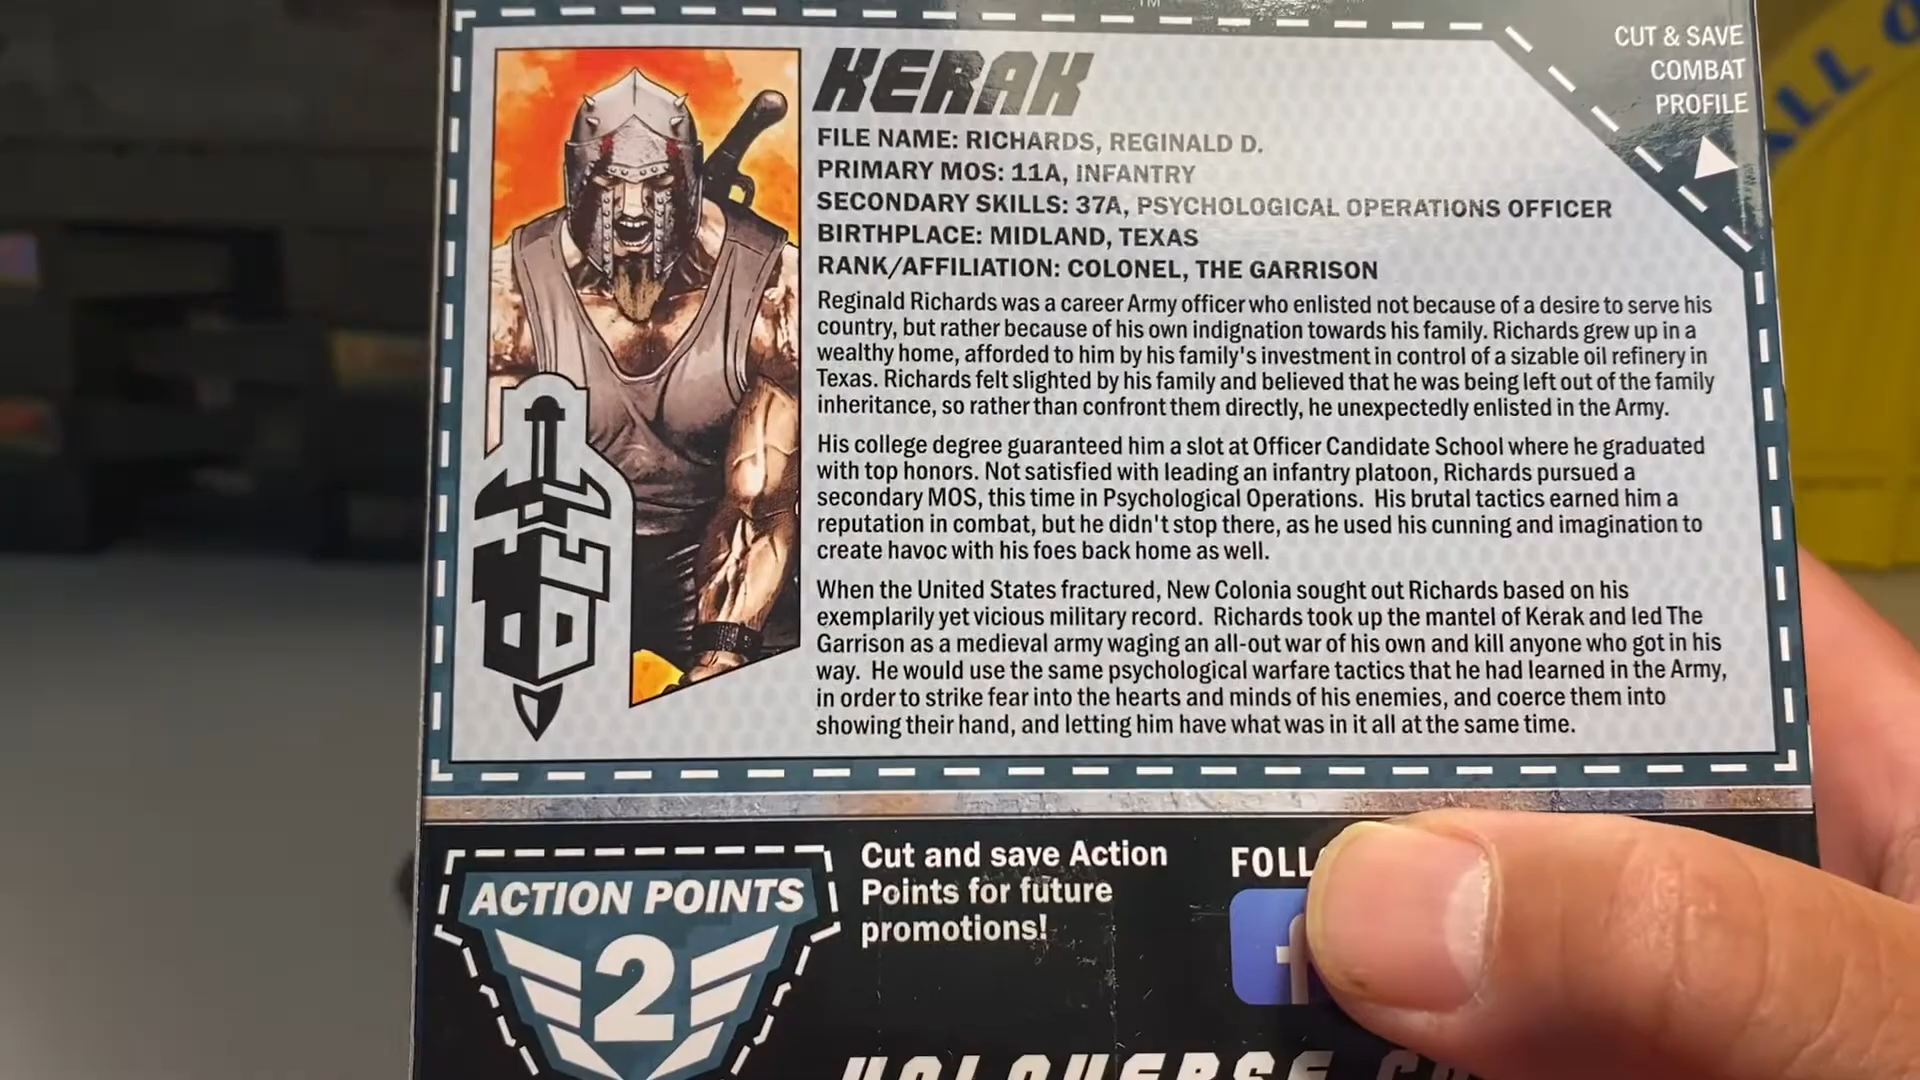 TM
CUT & SAVE
COMBAT
PROFILE
KERAK
FILE NAME: RICHARDS, REGINALD D.
PRIMARY MOS: 11A, INFANTRY
SECONDARY SKILLS: 37A, PSYCHOLOGICAL OPERATIONS OFFICER
BIRTHPLACE: MIDLAND, TEXAS
RANK/AFFILIATION: COLONEL, THE GARRISON
Reginald Richards was a career Army officer who enlisted not because of a desire to serve his
country, but rather because of his own indignation towards his family. Richards grew up in a
wealthy home, afforded to him by his family's investment in control of a sizable oil refinery in
Texas. Richards felt slighted by his family and believed that he was being left out of the family
inheritance, so rather than confront them directly, he unexpectedly enlisted in the Army.
His college degree guaranteed him a slot at Officer Candidate School where he graduated
with top honors. Not satisfied with leading an infantry platoon, Richards pursued a
secondary MOS, this time in Psychological Operations. His brutal tactics earned him a
reputation in combat, but he didn't stop there, as he used his cunning and imagination to
create havoc with his foes back home as well.
When the United States fractured, New Colonia sought out Richards based on his
exemplarily yet vicious military record. Richards took up the mantel of Kerak and led The
Garrison as a medieval army waging an all-out war of his own and kill anyone who got in his
way. He would use the same psychological warfare tactics that he had learned in the Army,
in order to strike fear into the hearts and minds of his enemies, and coerce them into
showing their hand, and letting him have what was in it all at the same time.
ACTION POINTS
2
Cut and save Action
Points for future
promotions!
FOLL
f